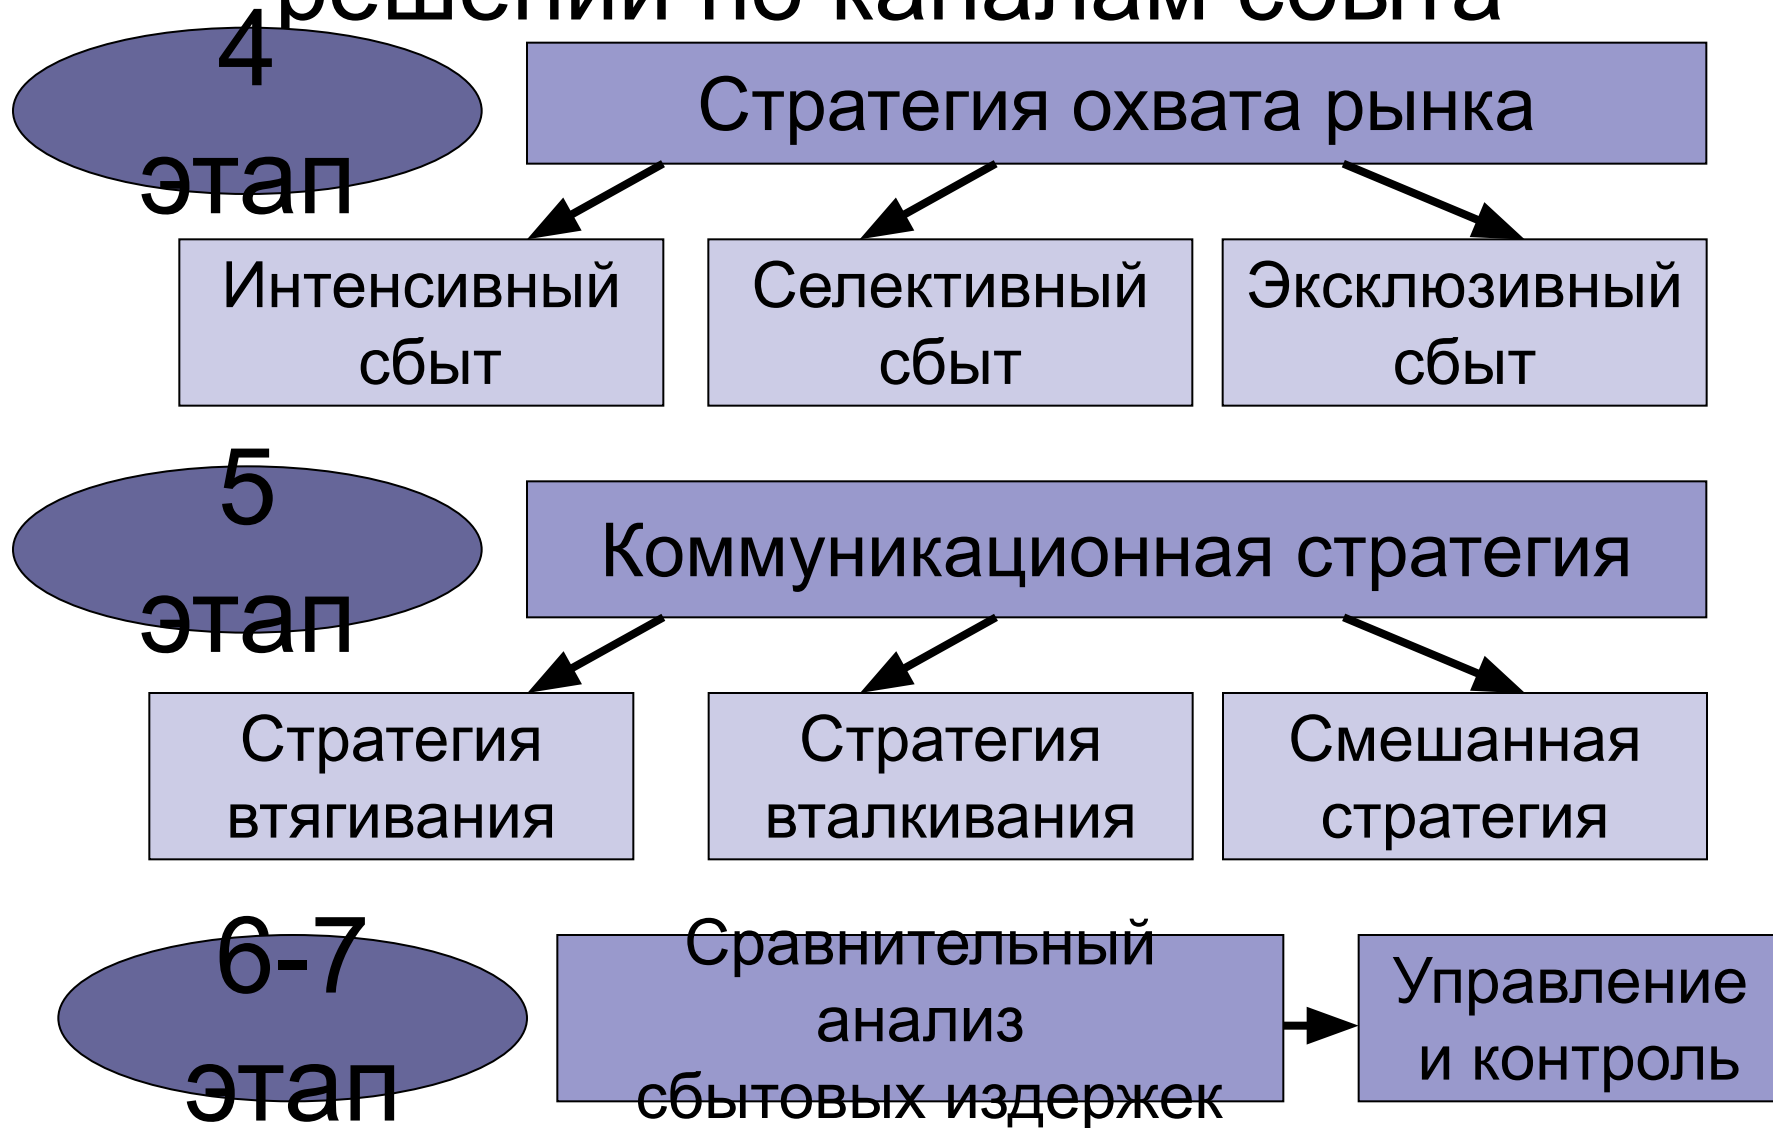 решений по каналам сбыта
4
этап
Стратегия охвата рынка
Интенсивный
сбыт
Селективный
сбыт
Эксклюзивный
сбыт
5
этап
Коммуникационная стратегия
Стратегия
втягивания
Стратегия
вталкивания
Смешанная
стратегия
6-7
этап
Сравнительный
анализ
сбытовых издержек
Управление
и контроль